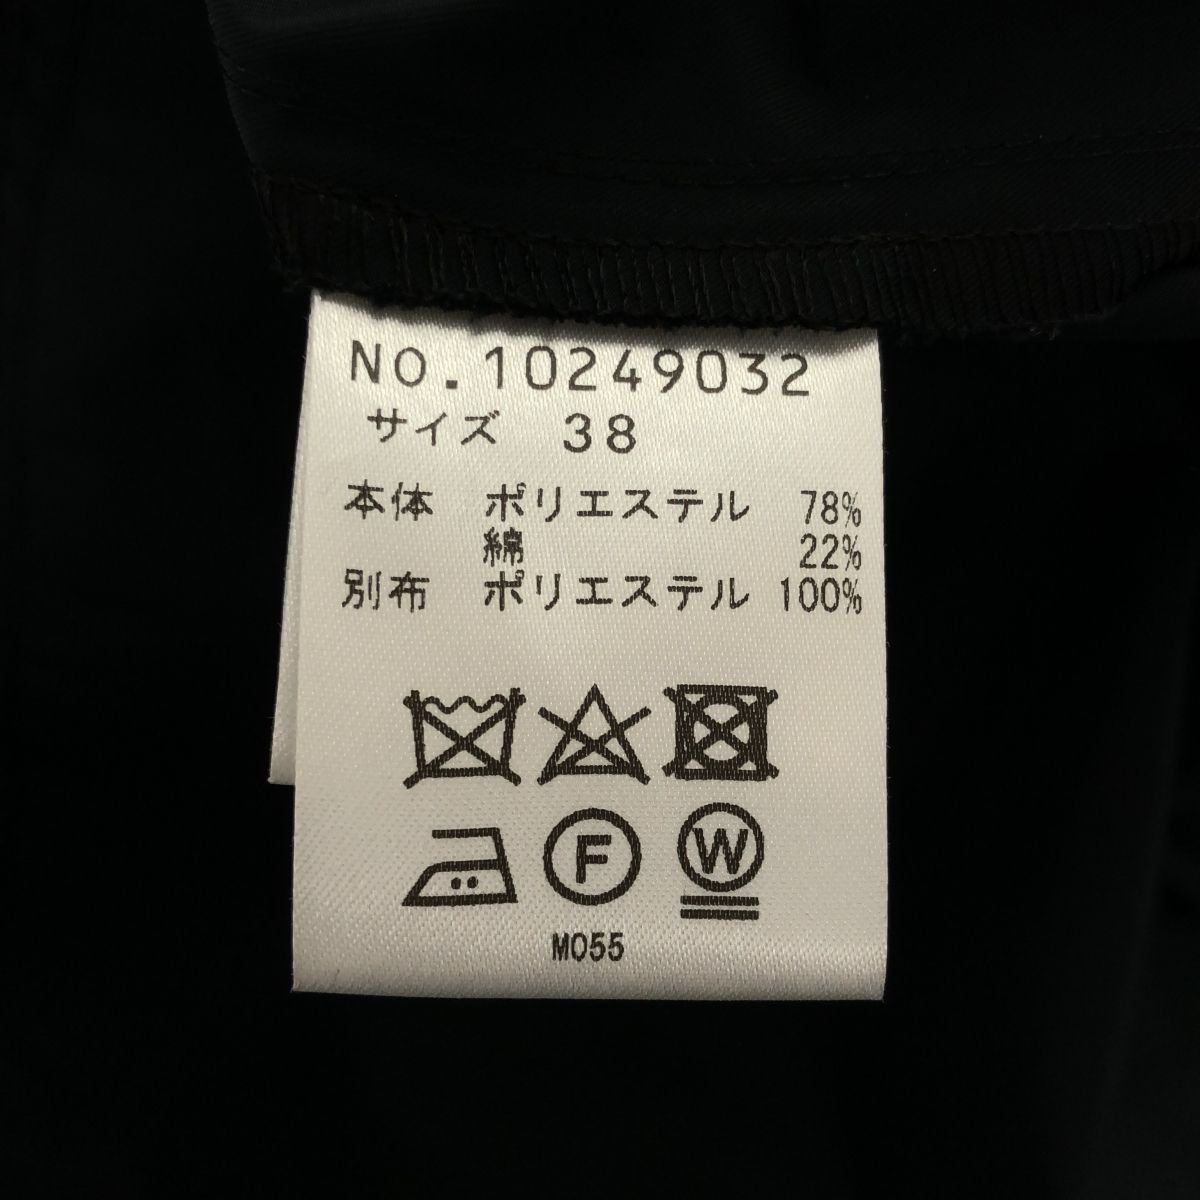 NO.10249032
サイズ 38
本体 ポリエステル 78%
綿 22%
別布 ポリエステル 100%
F W
M055